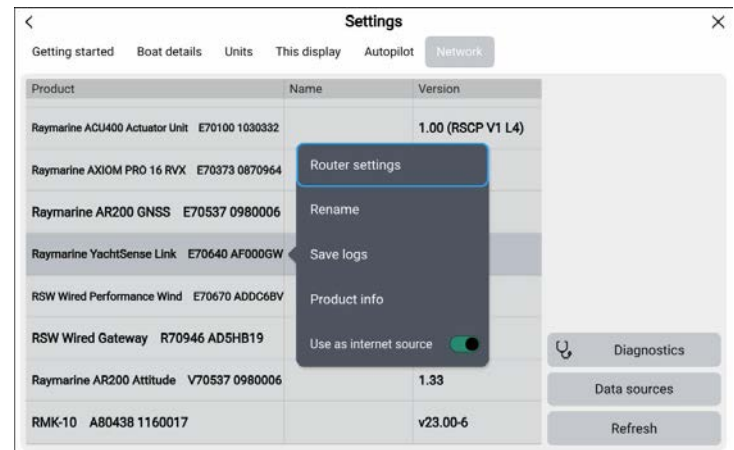 Settings
Getting started Boat details Units This display Autopilot Network
Product Name Version
Raymarine ACU400 Actuator Unit E70100 1030332 1.00 (RSCP V1 L4)
Raymarine AXIOM PRO 16 RVX E70373 0870964
Router settings
Raymarine AR200 GNSS E70537 0980006
Rename
Raymarine YachtSense Link E70640 AF000GW
Save logs
RSW Wired Performance Wind E70670 ADDC6BV
Product info
RSW Wired Gateway R70946 AD5HB19
Use as internet source
Diagnostics
Raymarine AR200 Attitude V70537 0980006 1.33
Data sources
RMK-10 A80438 1160017 v23.00-6
Refresh